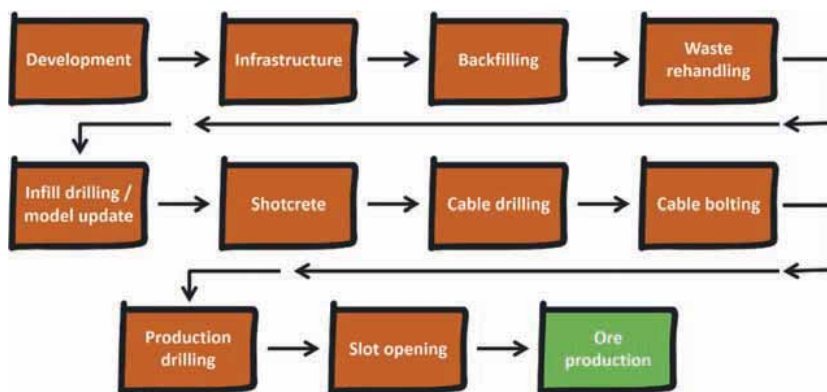 Development
Infrastructure
Backfilling
Waste
rehandling
Infill drilling /
model update
Shotcrete
Cable drilling
Cable bolting
Production
drilling
Slot opening
Ore
production